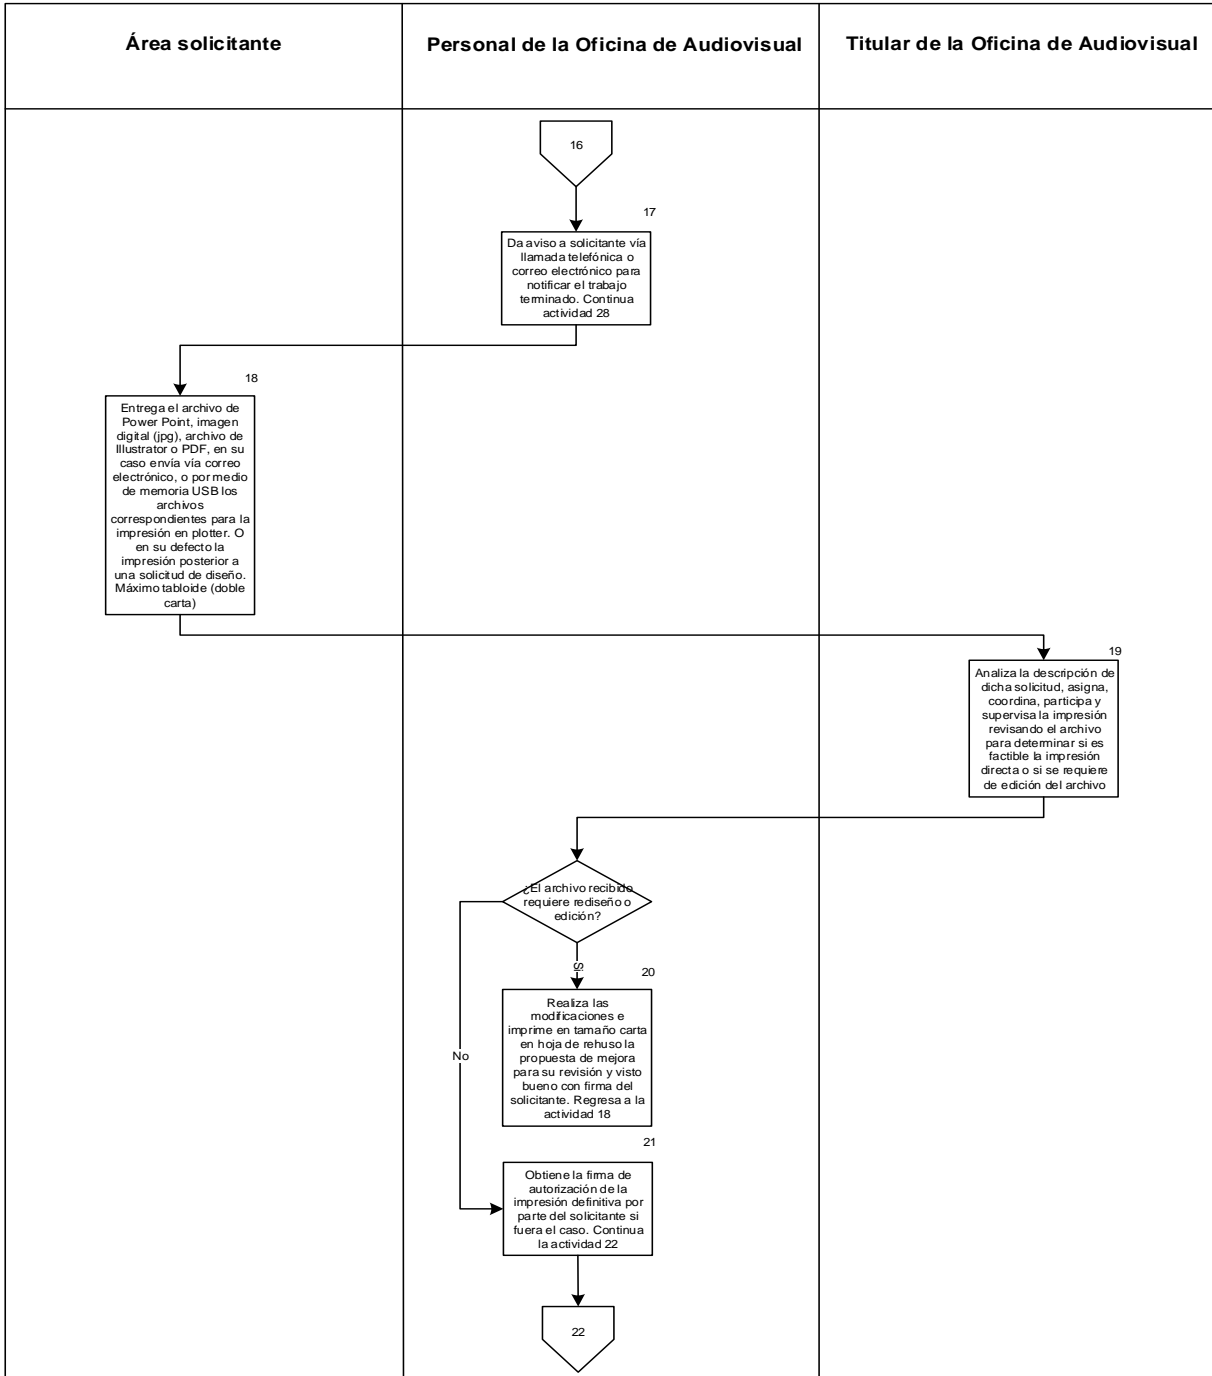 Área solicitante
Personal de la Oficina de Audiovisual
Titular de la Oficina de Audiovisual
16
17
Da aviso a solicitante vía
llamada telefónica o
correo electrónico para
notificar el trabajo
terminado. Continua
actividad 28
18
Entrega el archivo de
Power Point, imagen
digital (jpg), archivo de
Illustrator o PDF, en su
caso envía vía correo
electrónico, o por medio
de memoria USB los
archivos
correspondientes para la
impresión en plotter. O
en su defecto la
impresión posterior a
una solicitud de diseño.
Máximo tabloide (doble
carta)
19
Analiza la descripción de
dicha solicitud, asigna,
coordina, participa y
supervisa la impresión
revisando el archivo
para determinar si es
factible la impresión
directa o si se requiere
de edición del archivo
¿El archivo recibido
requiere rediseño o
edición?
si
20
Realiza las
modificaciones e
imprime en tamaño carta
en hoja de rehuso la
propuesta de mejora
para su revisión y visto
bueno con firma del
solicitante. Regresa a la
actividad 18
No
21
Obtiene la firma de
autorización de la
impresión definitiva por
parte del solicitante si
fuera el caso. Continua
la actividad 22
22